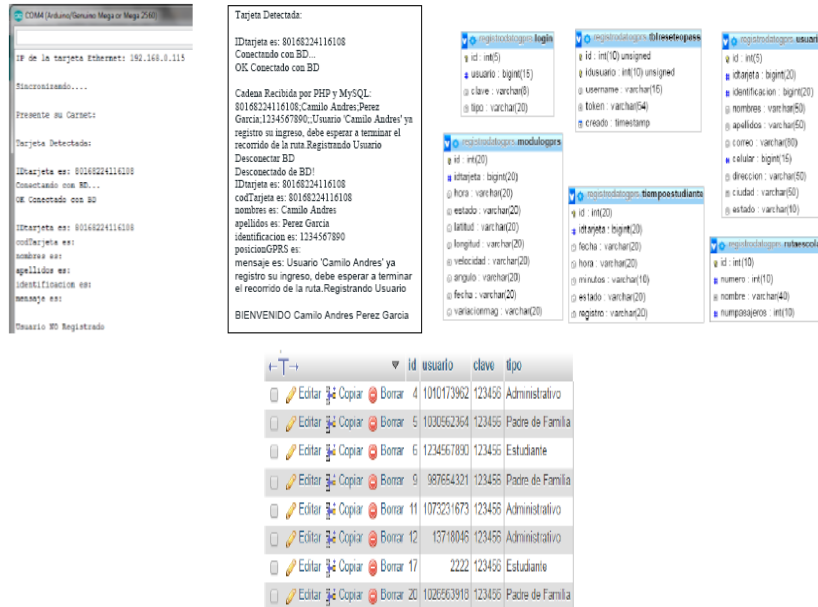 COM4 (Arduino/Genuino Mega or Mega 2560)
IP de la tarjeta Ethernet: 192.168.0.115
Sincronizando....
Presente su Carnet:
Tarjeta Detectada:
IDtarjeta es: 80168224116108
Conectando con BD...
OK Conectado con BD
IDtarjeta es: 80168224116108
codTarjeta es:
nombres es:
apellidos es:
identificacion es:
mensaje es:
Usuario NO Registrado
Tarjeta Detectada:
IDtarjeta es: 80168224116108
Conectando con BD...
OK Conectado con BD
Cadena Recibida por PHP y MySQL:
80168224116108;Camilo Andres;Perez
Garcia;1234567890;;Usuario 'Camilo Andres' ya
registro su ingreso, debe esperar a terminar el
recorrido de la ruta.Registrando Usuario
Desconectar BD
Desconectado de BD!
IDtarjeta es: 80168224116108
codTarjeta es: 80168224116108
nombres es: Camilo Andres
apellidos es: Perez Garcia
identificacion es: 1234567890
posicionGPRS es:
mensaje es: Usuario 'Camilo Andres' ya
registro su ingreso, debe esperar a terminar
el recorrido de la ruta.Registrando Usuario
BIENVENIDO Camilo Andres Perez Garcia
registrodatogprs.login
id : int(5)
usuario : bigint(15)
clave : varchar(8)
tipo : varchar(20)
registrodatogprs.modulogprs
id : int(20)
idtarjeta : bigint(20)
hora : varchar(20)
estado : varchar(20)
latitud : varchar(20)
longitud : varchar(20)
velocidad : varchar(20)
angulo : varchar(20)
fecha : varchar(20)
variacionmag : varchar(20)
registrodatogprs.tblreseteopass
id : int(10) unsigned
idusuario : int(10) unsigned
username : varchar(15)
token : varchar(64)
creado : timestamp
registrodatogprs.tiempoestudiante
id : int(20)
idtarjeta : bigint(20)
fecha : varchar(20)
hora : varchar(20)
minutos : varchar(10)
estado : varchar(20)
registro : varchar(20)
registrodatogprs.usuari
id : int(5)
idtarjeta : bigint(20)
identificacion : bigint(20)
nombres : varchar(50)
apellidos : varchar(50)
correo : varchar(80)
celular : bigint(15)
direccion : varchar(50)
ciudad : varchar(50)
estado : varchar(10)
registrodatogprs.rutaescola
id : int(10)
numero : int(10)
nombre : varchar(40)
numpasajeros : int(10)
id usuario clave tipo
Editar Copiar Borrar 4 1010173962 123456 Administrativo
Editar Copiar Borrar 5 1030562364 123456 Padre de Familia
Editar Copiar Borrar 6 1234567890 123456 Estudiante
Editar Copiar Borrar 9 987654321 123456 Padre de Familia
Editar Copiar Borrar 11 1073231673 123456 Administrativo
Editar Copiar Borrar 12 13718046 123456 Administrativo
Editar Copiar Borrar 17 2222 123456 Estudiante
Editar Copiar Borrar 20 1026563918 123456 Padre de Familia